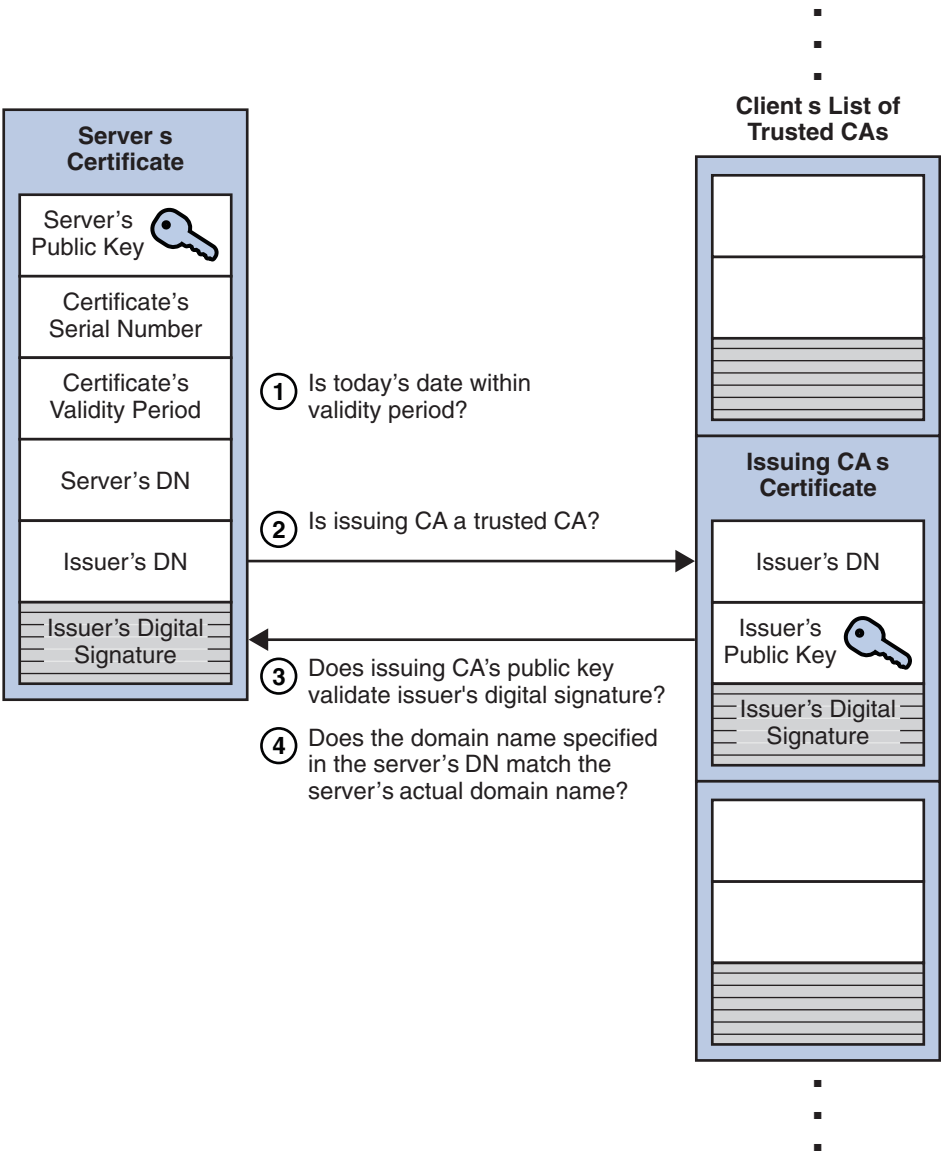 Server s
Certificate
Server’s
Public Key
Certificate’s
Serial Number
Certificate’s
Validity Period
Server’s DN
Issuer’s DN
Issuer’s Digital
Signature
1 Is today’s date within
validity period?
2 Is issuing CA a trusted CA?
3 Does issuing CA’s public key
validate issuer's digital signature?
4 Does the domain name specified
in the server’s DN match the
server’s actual domain name?
Client s List of
Trusted CAs
Issuing CA s
Certificate
Issuer’s DN
Issuer’s
Public Key
Issuer’s Digital
Signature